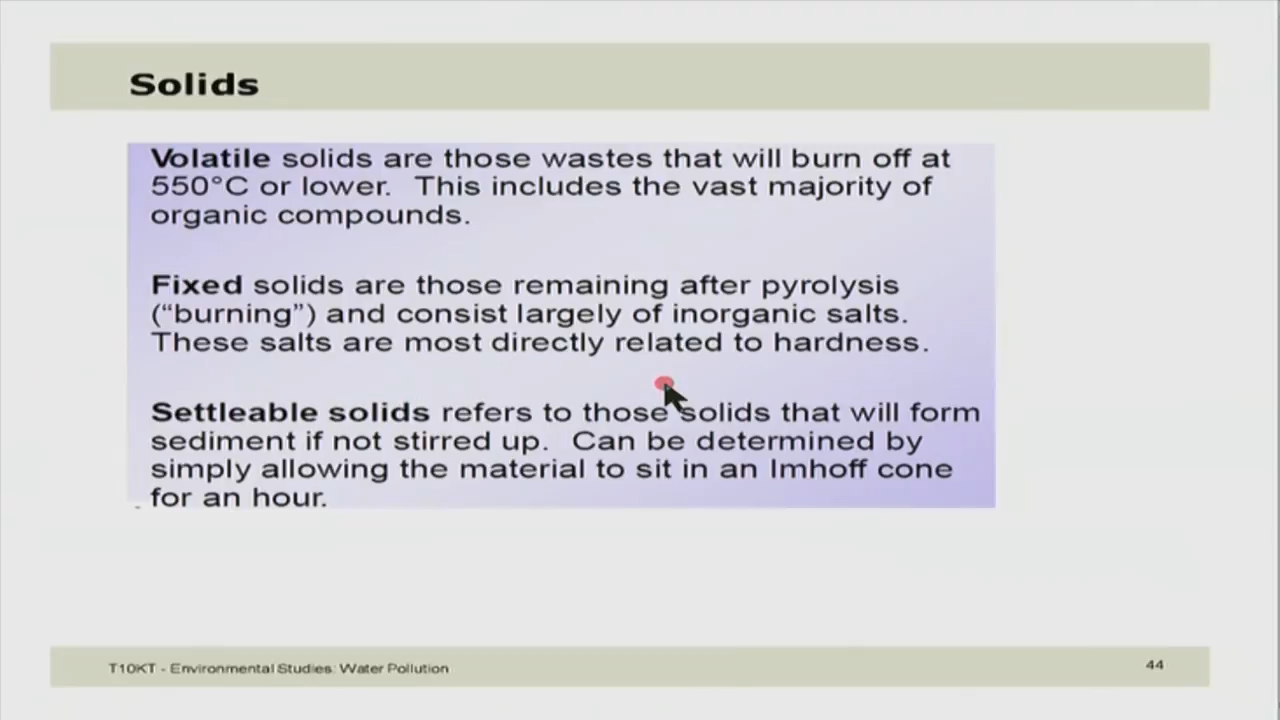 Solids
Volatile solids are those wastes that will burn off at
550°C or lower. This includes the vast majority of
organic compounds.
Fixed solids are those remaining after pyrolysis
(“burning”) and consist largely of inorganic salts.
These salts are most directly related to hardness.
Settleable solids refers to those solids that will form
sediment if not stirred up. Can be determined by
simply allowing the material to sit in an Imhoff cone
for an hour.
T10KT - Environmental Studies: Water Pollution
44